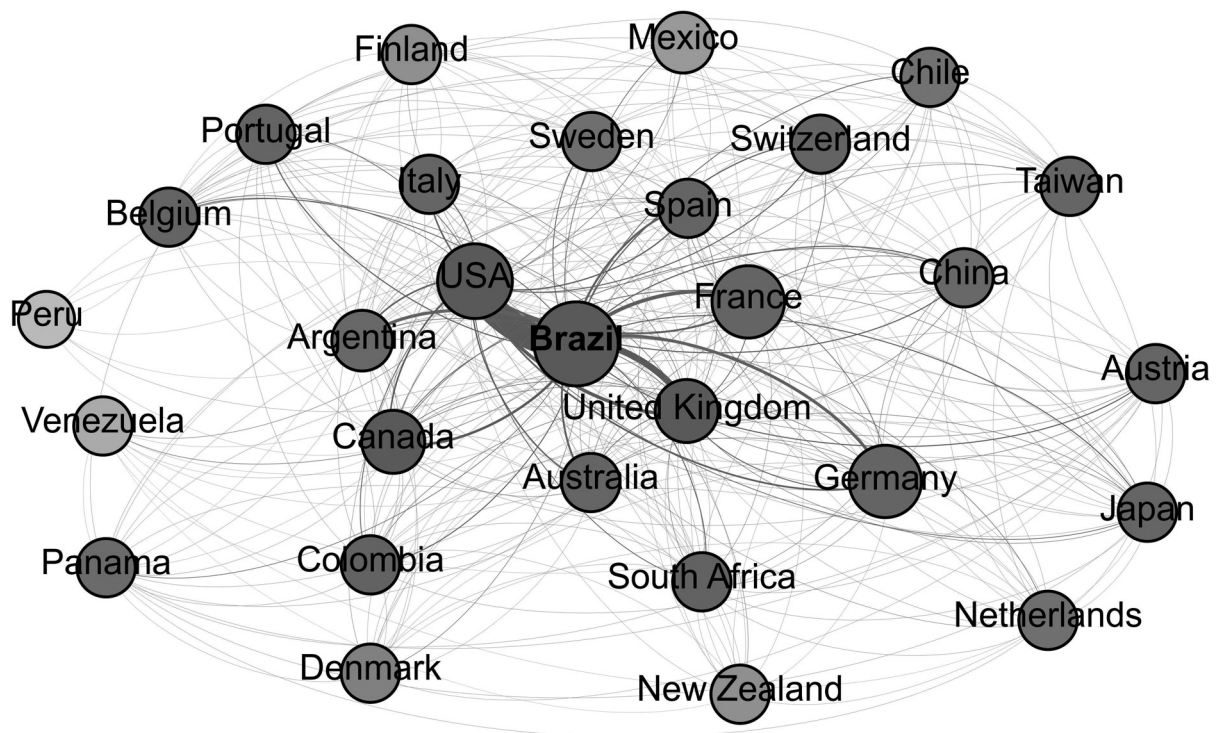 Finland
Mexico
Chile
Portugal
Sweden
Switzerland
Italy
Taiwan
Belgium
Spain
USA
China
France
Peru
Argentina
Brazil
Austria
Venezuela
United Kingdom
Canada
Australia
Germany
Japan
Panama
Colombia
South Africa
Netherlands
Denmark
New Zealand